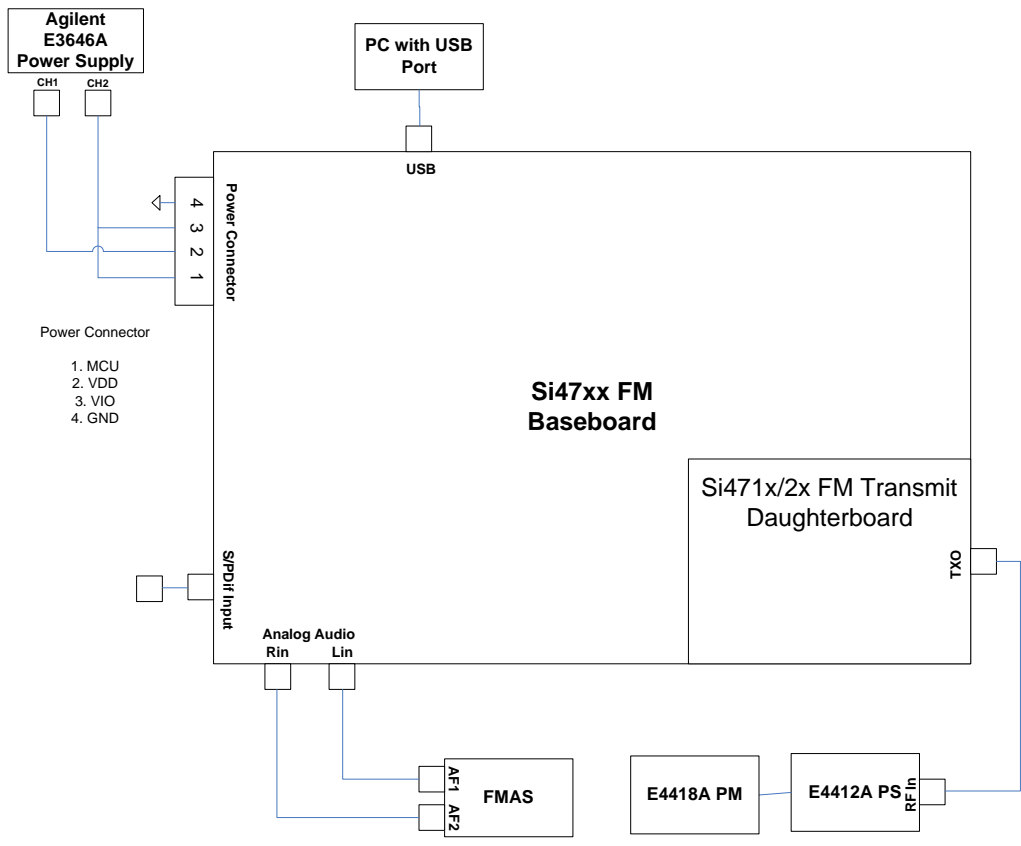 Agilent
E3646A
Power Supply
CH1
CH2
PC with USB
Port
USB
Power Connector
4
3
2
1
Power Connector
1. MCU
2. VDD
3. VIO
4. GND
Si47xx FM
Baseboard
Si471x/2x FM Transmit
Daughterboard
TXO
S/PDif Input
Analog Audio
Rin
Lin
AF1
AF2
FMAS
E4418A PM
E4412A PS
RF In